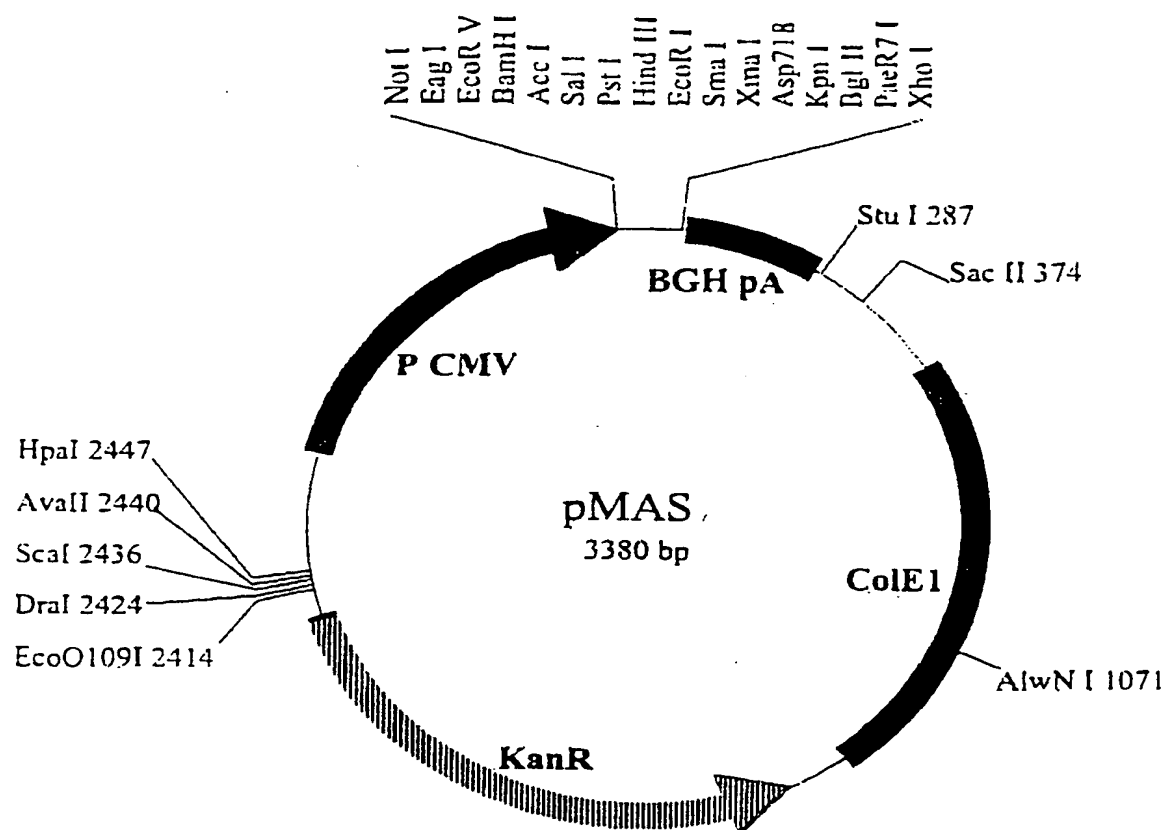 Not I
Eag I
EcoR V
BamH I
Acc I
Sal I
Pst I
Hind III
EcoR I
Sma I
Xma I
Asp718
Kpn I
Bgl II
PaeR7 I
Xho I
Stu I 287
Sac II 374
BGH pA
P CMV
HpaI 2447
AvaII 2440
ScaI 2436
DraI 2424
EcoO109I 2414
pMAS
3380 bp
ColE1
AlwN I 1071
KanR